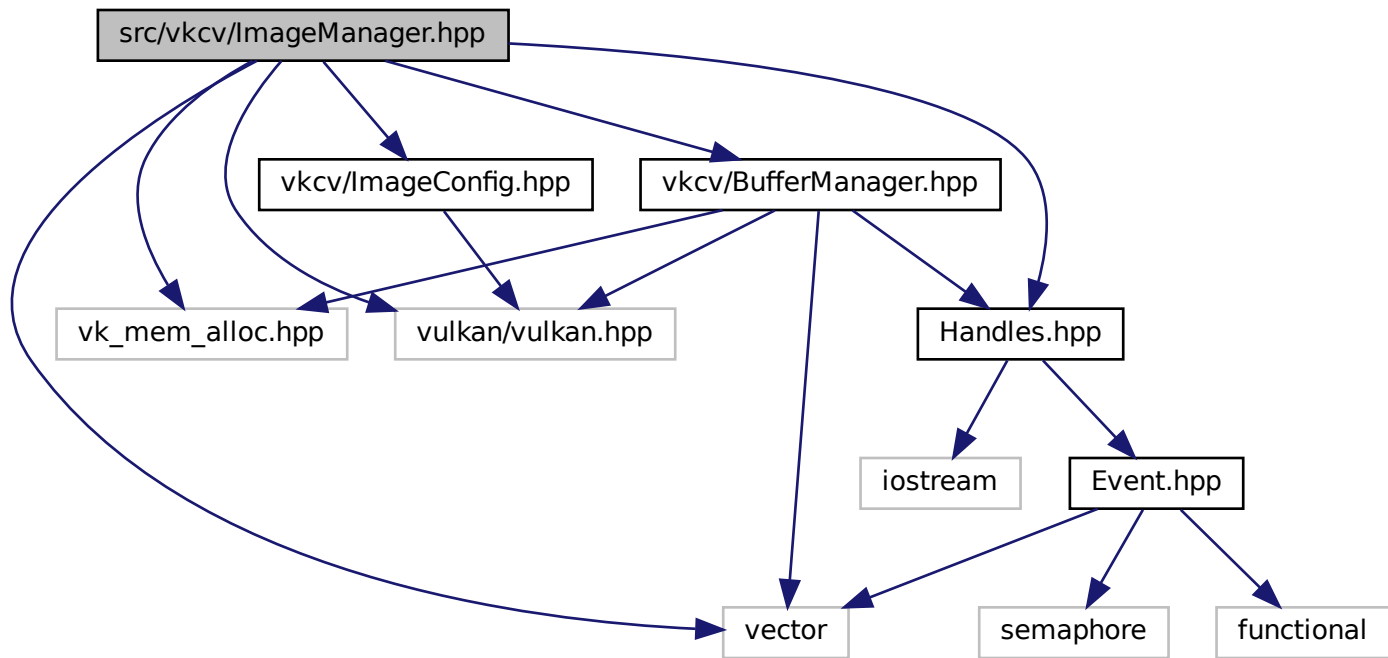 src/vkcv/ImageManager.hpp
vkcv/ImageConfig.hpp
vkcv/BufferManager.hpp
vk_mem_alloc.hpp
vulkan/vulkan.hpp
Handles.hpp
iostream
Event.hpp
vector
semaphore
functional